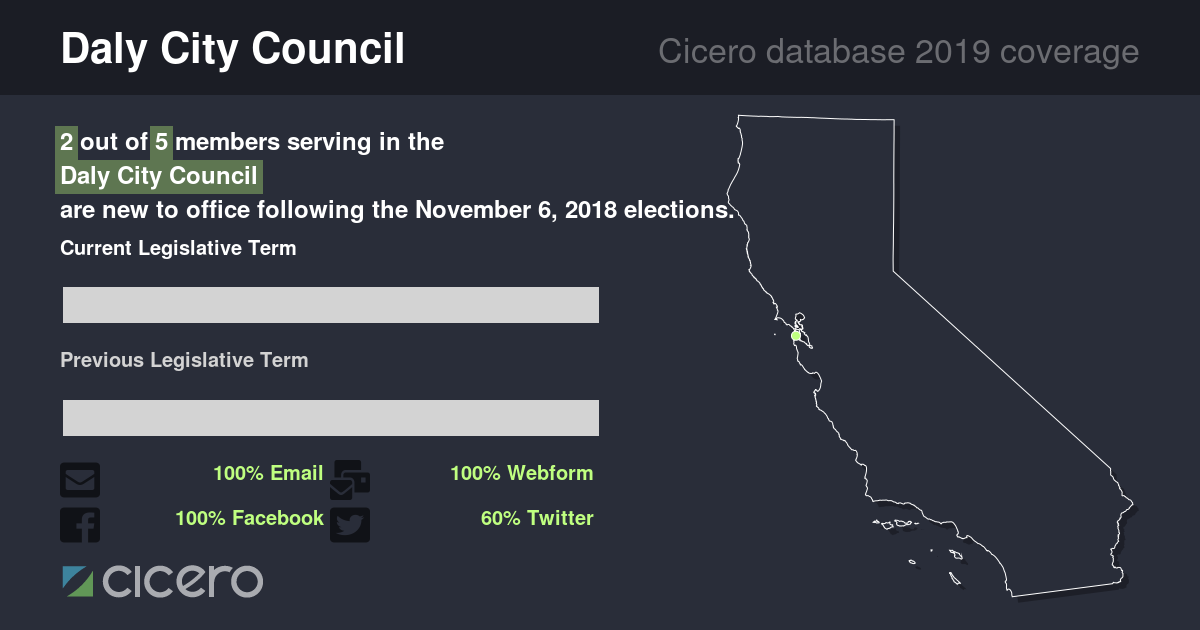 Daly City Council
Cicero database 2019 coverage
2 out of 5 members serving in the
Daly City Council
are new to office following the November 6, 2018 elections.
Current Legislative Term
Previous Legislative Term
100% Email
100% Webform
100% Facebook
60% Twitter
cicero